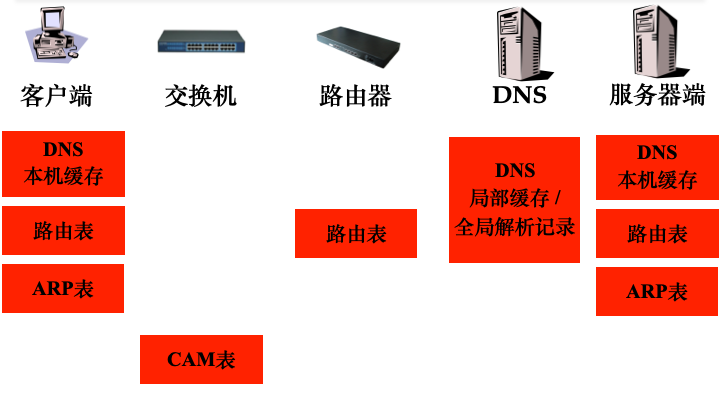 客户端
交换机
路由器
DNS
服务器端
DNS
本机缓存
路由表
ARP表
CAM表
路由表
DNS
局部缓存 /
全局解析记录
DNS
本机缓存
路由表
ARP表